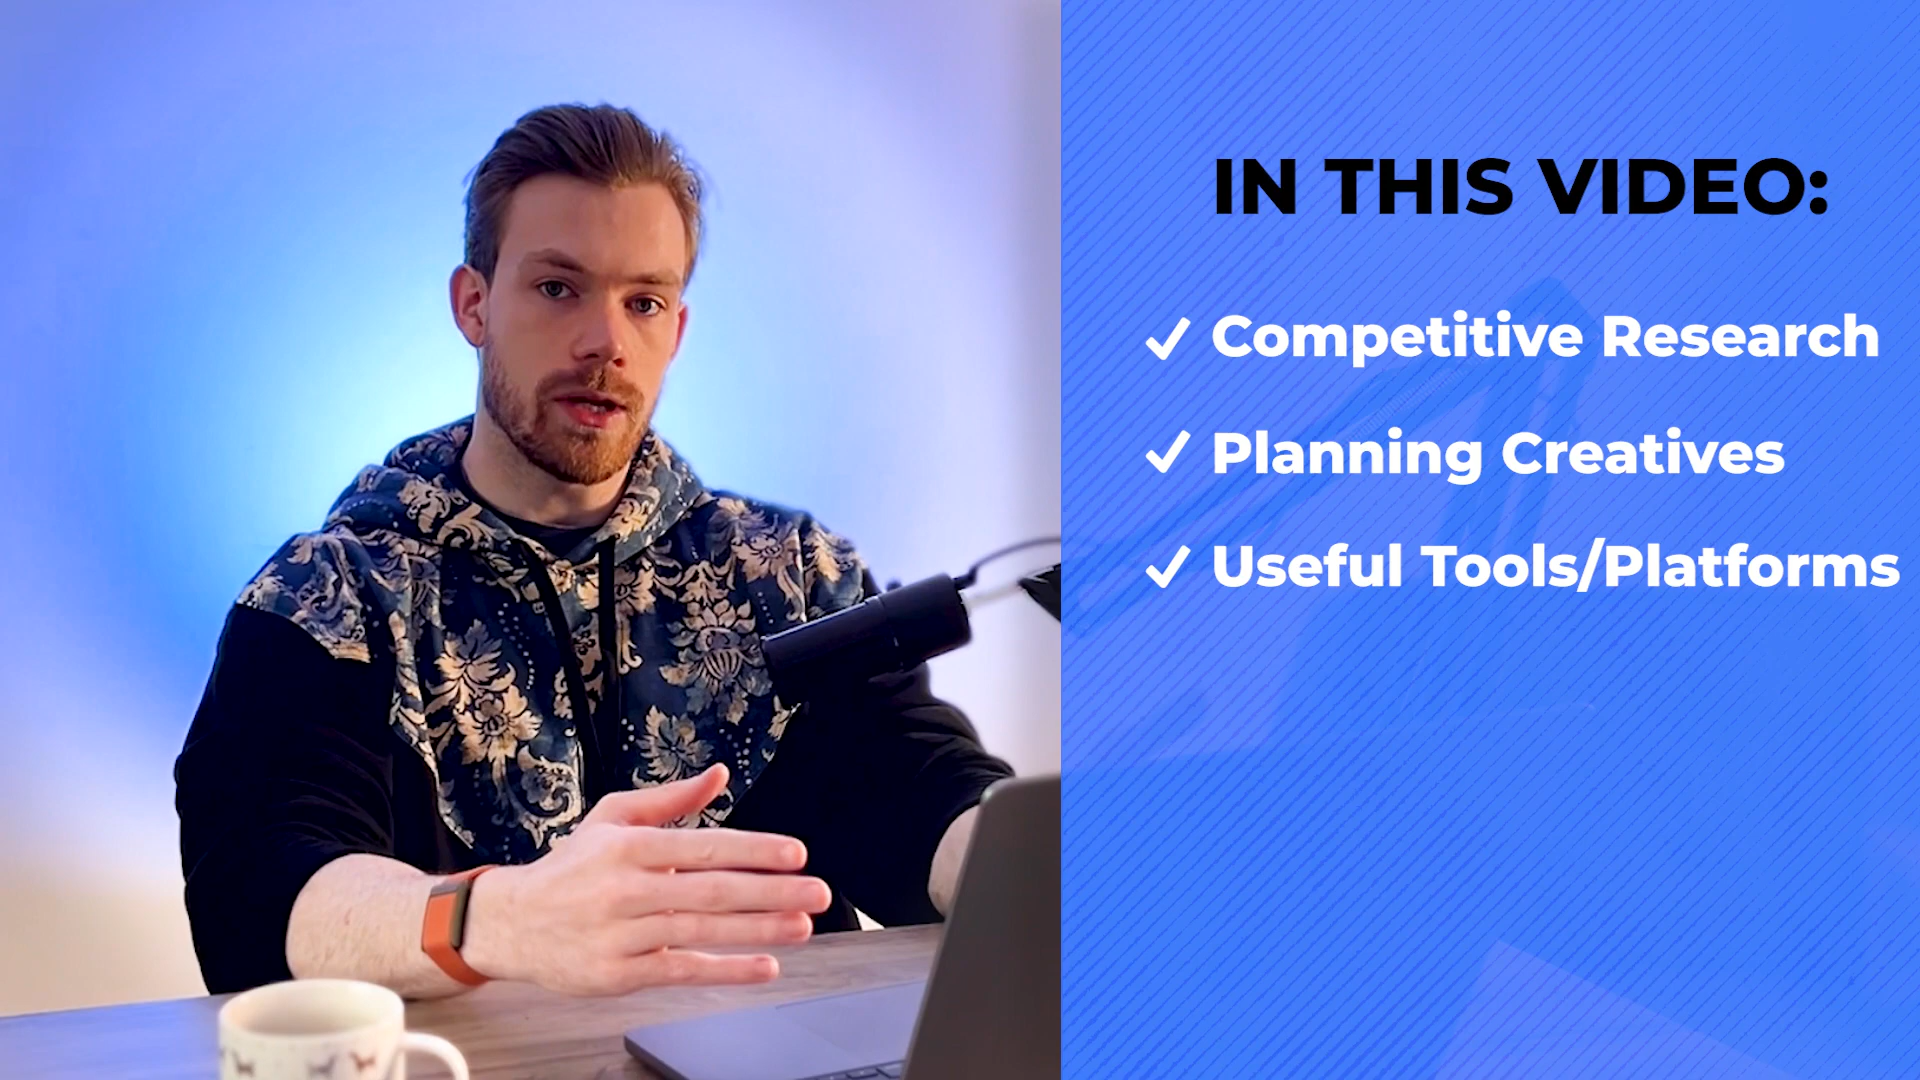 IN THIS VIDEO:
Competitive Research
Planning Creatives
Useful Tools/Platforms